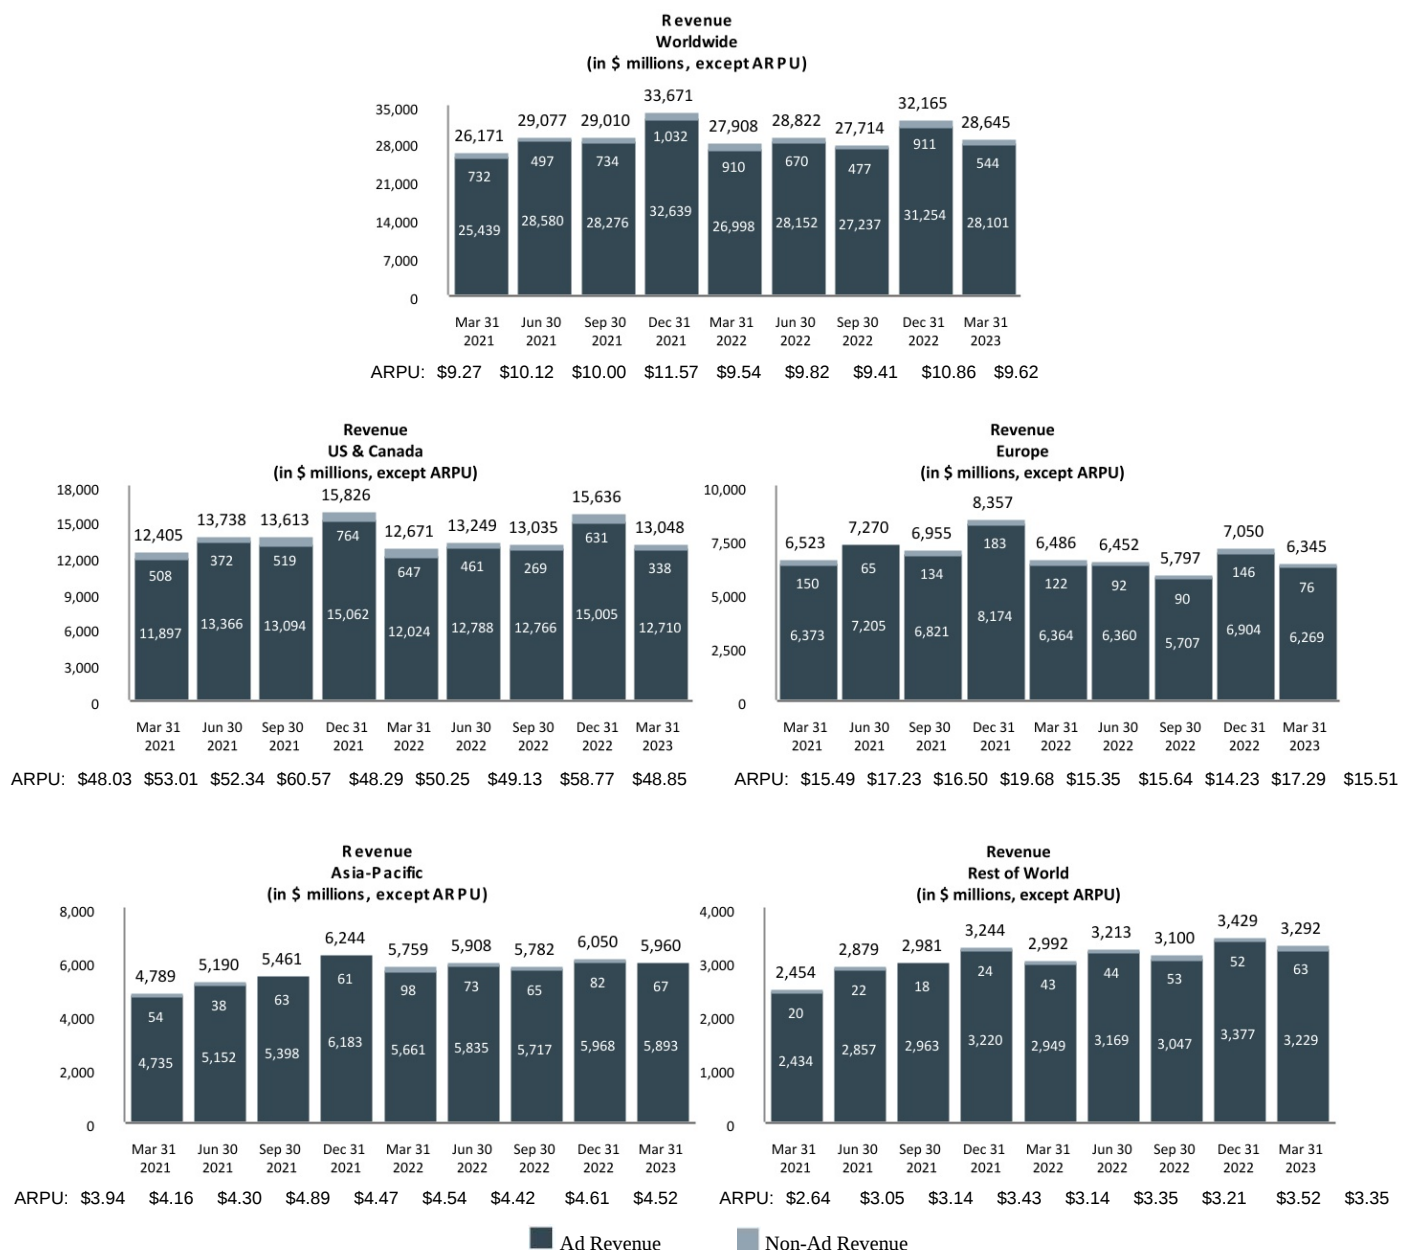 Revenue
Worldwide
(in $ millions, except ARPU)
33,671
32,165
35,000
29,077 29,010 27,908 28,822 27,714 28,645
26,171
28,000
1,032 911
497 734 910 670 477 544
732
21,000
14,000
25,439 28,580 28,276 32,639 26,998 28,152 27,237 31,254 28,101
7,000
0
Mar 31 Jun 30 Sep 30 Dec 31 Mar 31 Jun 30 Sep 30 Dec 31 Mar 31
2021 2021 2021 2021 2022 2022 2022 2022 2023
ARPU: $9.27 $10.12 $10.00 $11.57 $9.54 $9.82 $9.41 $10.86 $9.62
Revenue
US & Canada
(in $ millions, except ARPU)
18,000
15,826 15,636
15,000
12,405 13,738 13,613 12,671 13,249 13,035 13,048
12,000
508 372 519 764 647 461 269 631 338
9,000
6,000
11,897 13,366 13,094 15,062 12,024 12,788 12,766 15,005 12,710
3,000
0
Mar 31 Jun 30 Sep 30 Dec 31 Mar 31 Jun 30 Sep 30 Dec 31 Mar 31
2021 2021 2021 2021 2022 2022 2022 2022 2023
ARPU: $48.03 $53.01 $52.34 $60.57 $48.29 $50.25 $49.13 $58.77 $48.85
Revenue
Europe
(in $ millions, except ARPU)
10,000
8,357
7,500
6,523 7,270 6,955 6,486 6,452 5,797 7,050 6,345
150 65 134 183 122 92 90 146 76
5,000
6,373 7,205 6,821 8,174 6,364 6,360 5,707 6,904 6,269
2,500
0
Mar 31 Jun 30 Sep 30 Dec 31 Mar 31 Jun 30 Sep 30 Dec 31 Mar 31
2021 2021 2021 2021 2022 2022 2022 2022 2023
ARPU: $15.49 $17.23 $16.50 $19.68 $15.35 $15.64 $14.23 $17.29 $15.51
Revenue
Asia-Pacific
(in $ millions, except ARPU)
8,000
6,244
6,000
4,789 5,190 5,461 5,759 5,908 5,782 6,050 5,960
54 38 63 61 98 73 65 82 67
4,000
4,735 5,152 5,398 6,183 5,661 5,835 5,717 5,968 5,893
2,000
0
Mar 31 Jun 30 Sep 30 Dec 31 Mar 31 Jun 30 Sep 30 Dec 31 Mar 31
2021 2021 2021 2021 2022 2022 2022 2022 2023
ARPU: $3.94 $4.16 $4.30 $4.89 $4.47 $4.54 $4.42 $4.61 $4.52
Revenue
Rest of World
(in $ millions, except ARPU)
4,000
3,244 3,213 3,429 3,292
3,000
2,454 2,879 2,981 2,992 3,100
20 22 18 24 43 44 53 52 63
2,000
2,434 2,857 2,963 3,220 2,949 3,169 3,047 3,377 3,229
1,000
0
Mar 31 Jun 30 Sep 30 Dec 31 Mar 31 Jun 30 Sep 30 Dec 31 Mar 31
2021 2021 2021 2021 2022 2022 2022 2022 2023
ARPU: $2.64 $3.05 $3.14 $3.43 $3.14 $3.35 $3.21 $3.52 $3.35
Ad Revenue Non-Ad Revenue